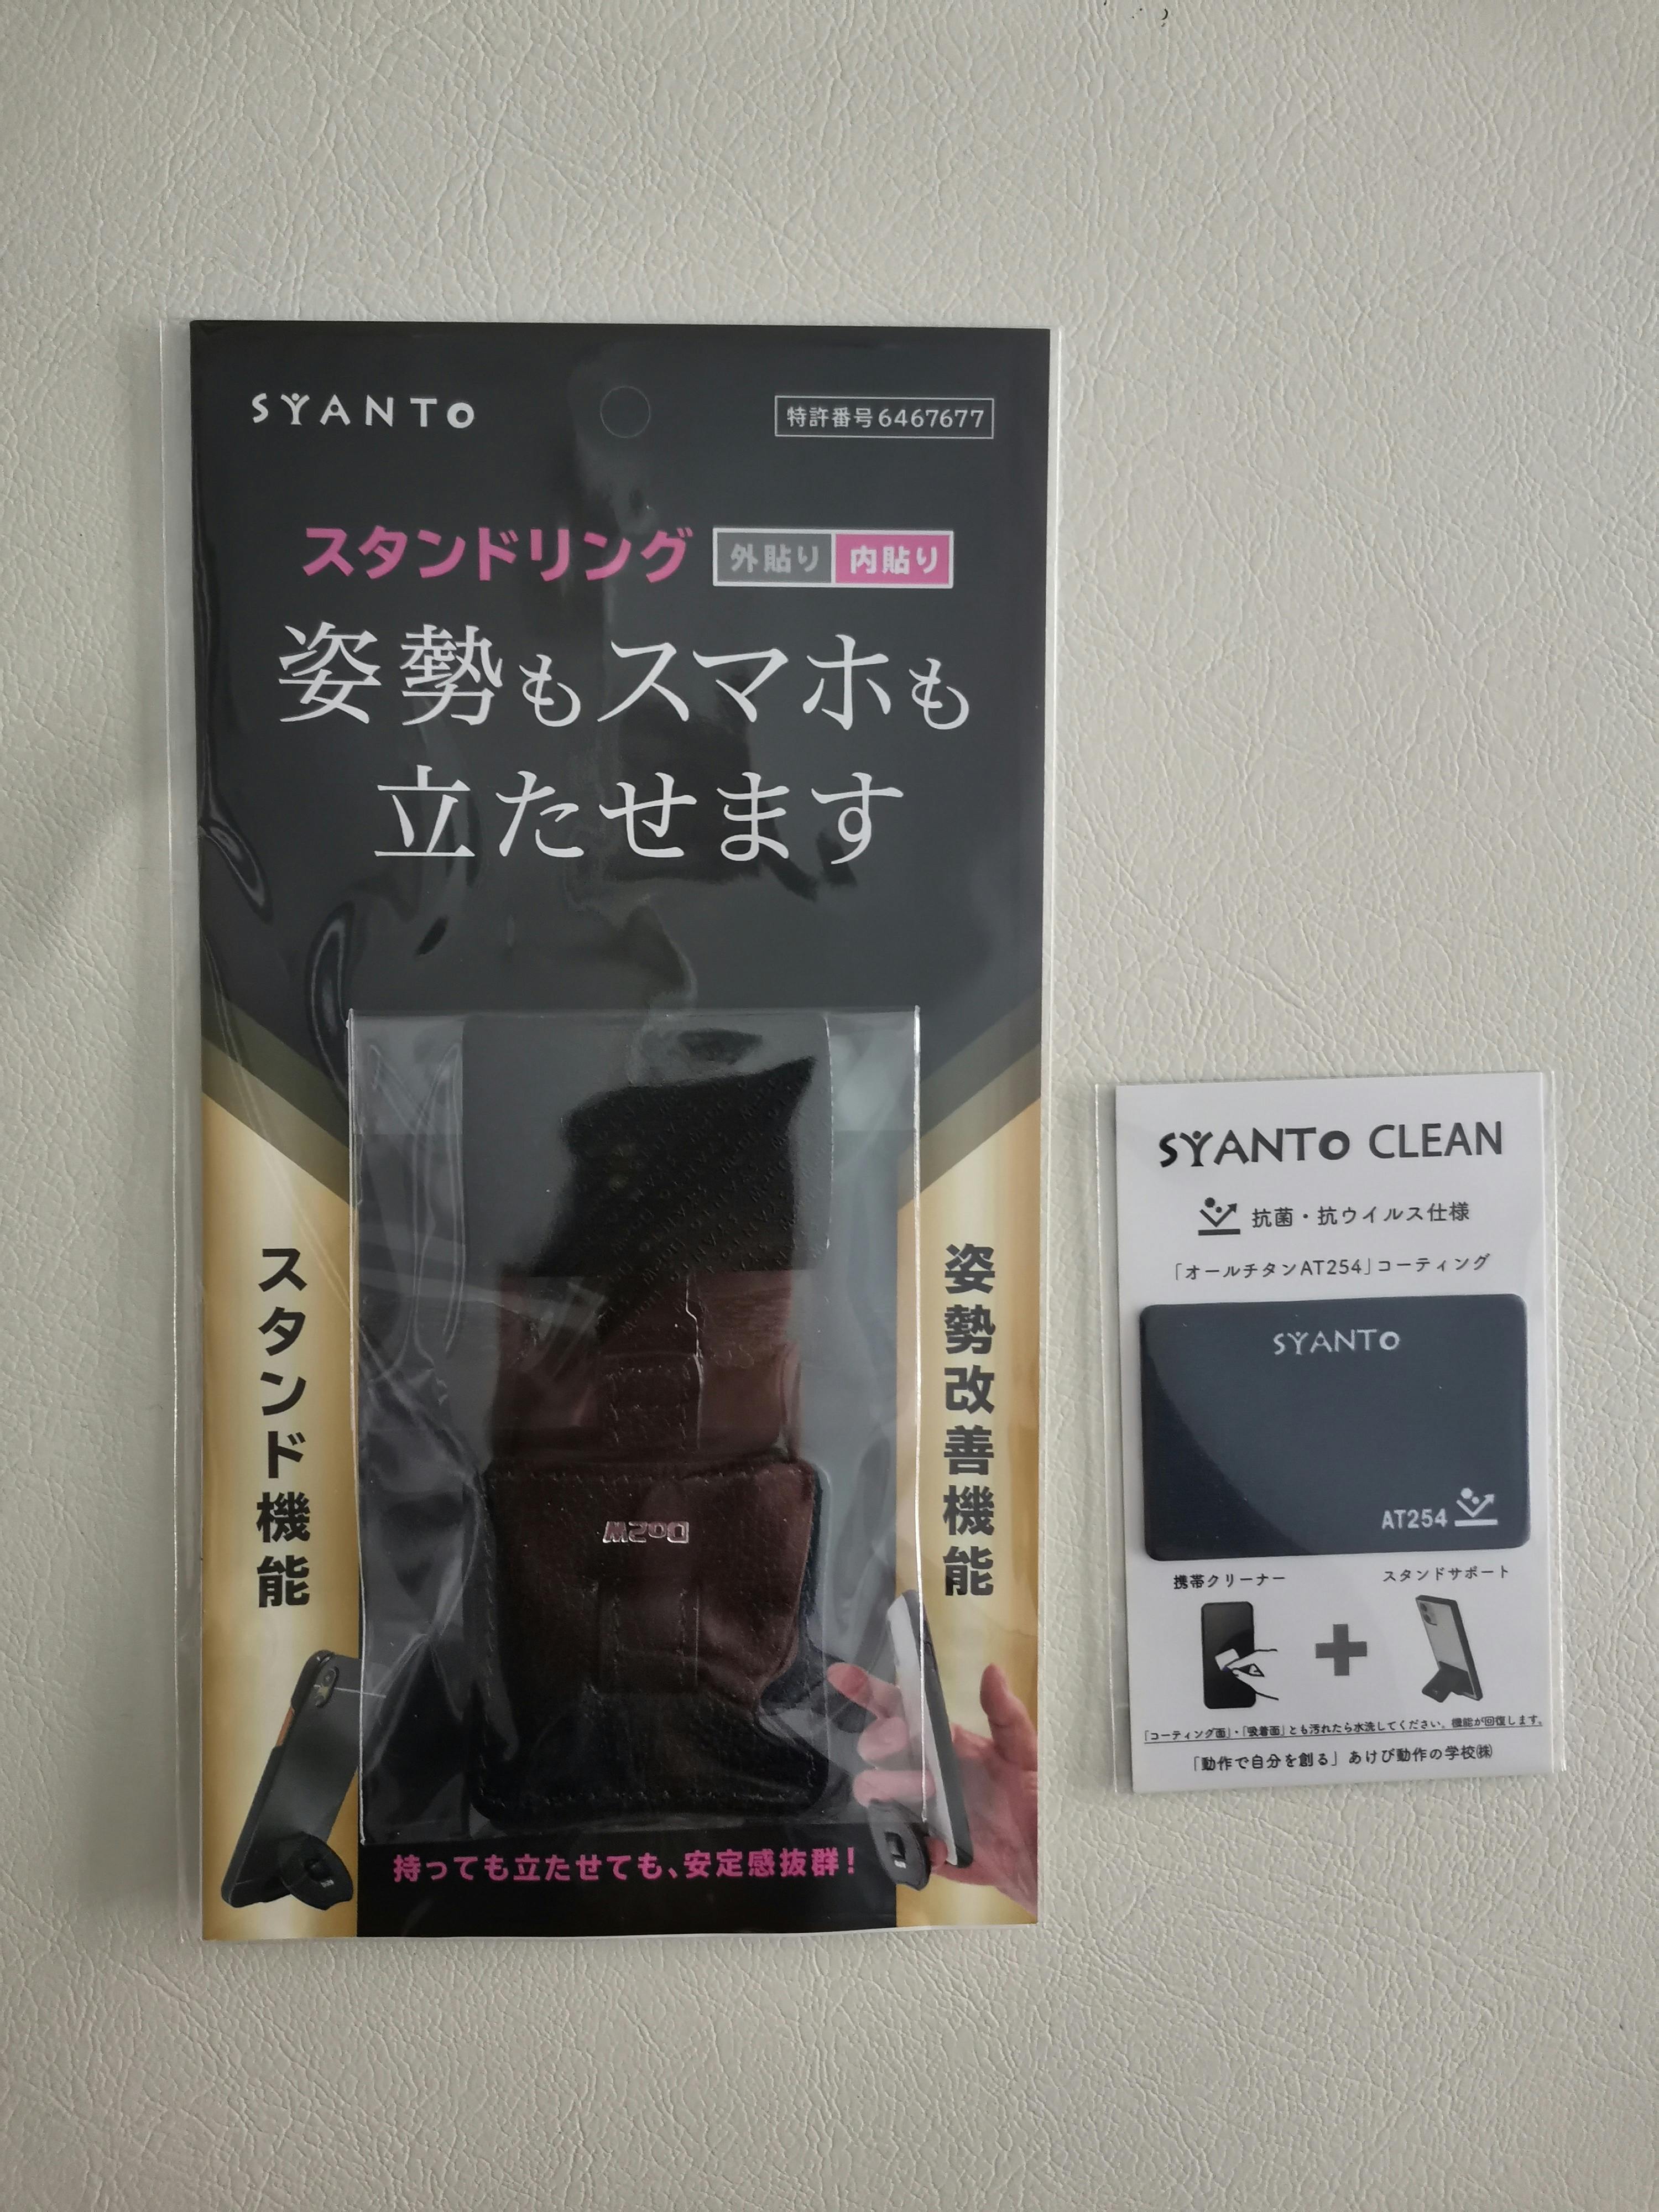 SYANTO
特許番号6467677
スタンドリング
外貼り 内貼り
姿勢もスマホも
立たせます
スタンド機能
姿勢改善機能
DOSW
持っても立たせても、安定感抜群！
SYANTO CLEAN
抗菌・抗ウイルス仕様
「オールチタンAT254」コーティング
SYANTO
AT254
携帯クリーナー
スタンドサポート
「コーティング面」・「吸着面」とも汚れたら水洗してください。機能が回復します。
「動作で自分を創る」あけび動作の学校㈱